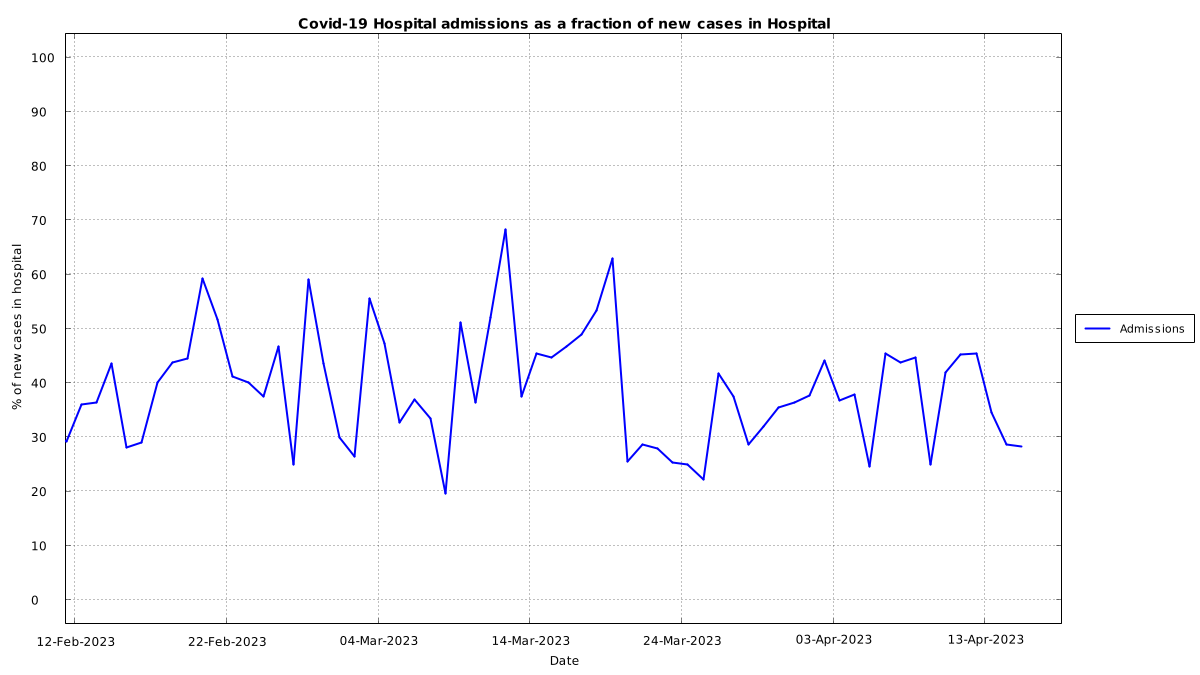 Covid-19 Hospital admissions as a fraction of new cases in Hospital
100
90
80
70
60
50
40
30
20
10
0
% of new cases in hospital
12-Feb-2023 22-Feb-2023 04-Mar-2023 14-Mar-2023 24-Mar-2023 03-Apr-2023 13-Apr-2023
Date
Admissions